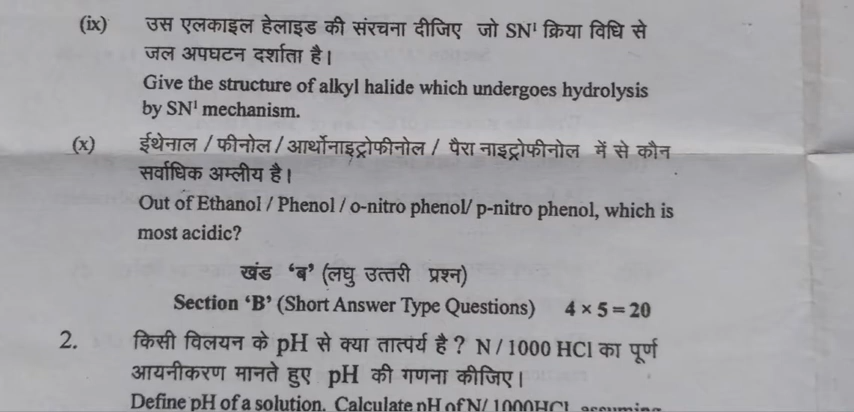 (ix) उस एलकाइल हेलाइड की संरचना दीजिए जो SN¹ क्रिया विधि से
जल अपघटन दर्शाता है।
Give the structure of alkyl halide which undergoes hydrolysis
by SN¹ mechanism.
(x) ईथेनाल / फीनोल / आर्थोनाइट्रोफीनोल / पैरा नाइट्रोफीनोल में से कौन
सर्वाधिक अम्लीय है।
Out of Ethanol / Phenol / o-nitro phenol/ p-nitro phenol, which is
most acidic?
खंड ‘ब’ (लघु उत्तरी प्रश्न)
Section ‘B’ (Short Answer Type Questions) 4 × 5 = 20
2. किसी विलयन के pH से क्या तात्पर्य है ? N / 1000 HCl का पूर्ण
आयनीकरण मानते हुए pH की गणना कीजिए।
Define pH of a solution. Calculate pH of N/ 1000HCl, assuming